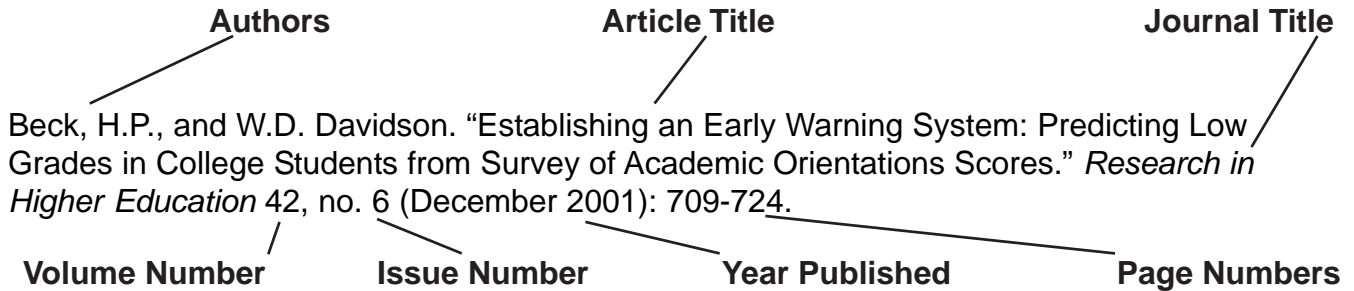 Authors Article Title Journal Title
Beck, H.P., and W.D. Davidson. “Establishing an Early Warning System: Predicting Low
Grades in College Students from Survey of Academic Orientations Scores.” Research in
Higher Education 42, no. 6 (December 2001): 709-724.
Volume Number Issue Number Year Published Page Numbers